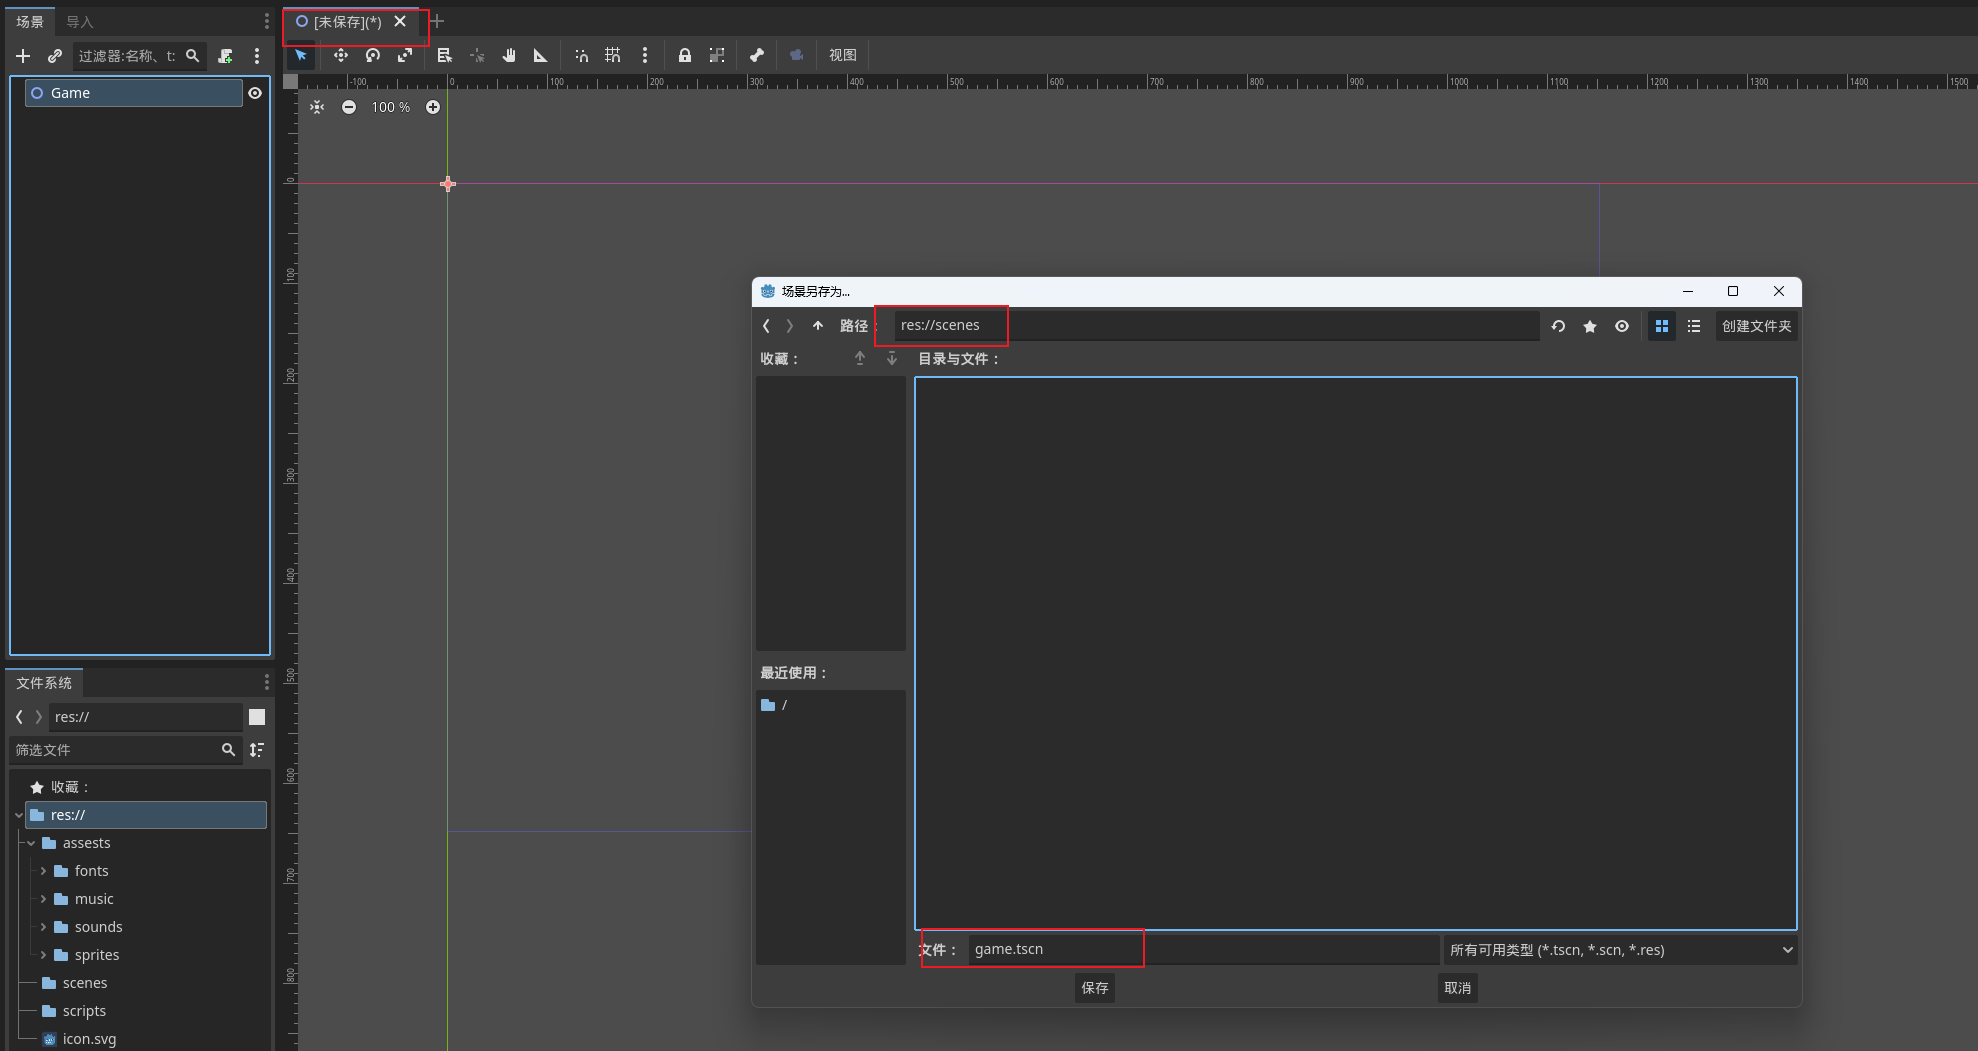 场景 导入
过滤器:名称、t:
Game
[未保存](*)
视图
-100 0 100 200 300 400 500 600 700 800 900 1000 1100 1200 1300 1400 1500
100 %
0
100
200
300
400
500
600
700
800
场景另存为...
路径： res://scenes 创建文件夹
收藏： 目录与文件：
最近使用：
/
文件： game.tscn 所有可用类型 (*.tscn, *.scn, *.res)
保存 取消
文件系统
res://
筛选文件
收藏：
res://
assests
fonts
music
sounds
sprites
scenes
scripts
icon.svg